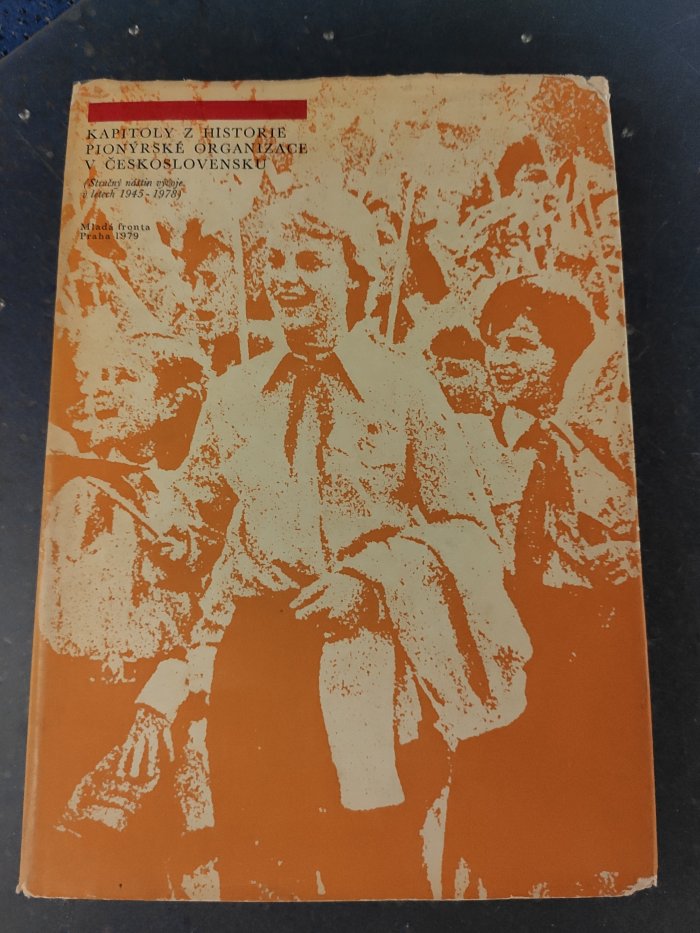 KAPITOLY Z HISTORIE
PIONÝRSKÉ ORGANIZACE
V ČESKOSLOVENSKU
(Stručný nástin vývoje
v letech 1945 - 1978)
Mladá fronta
Praha 1979